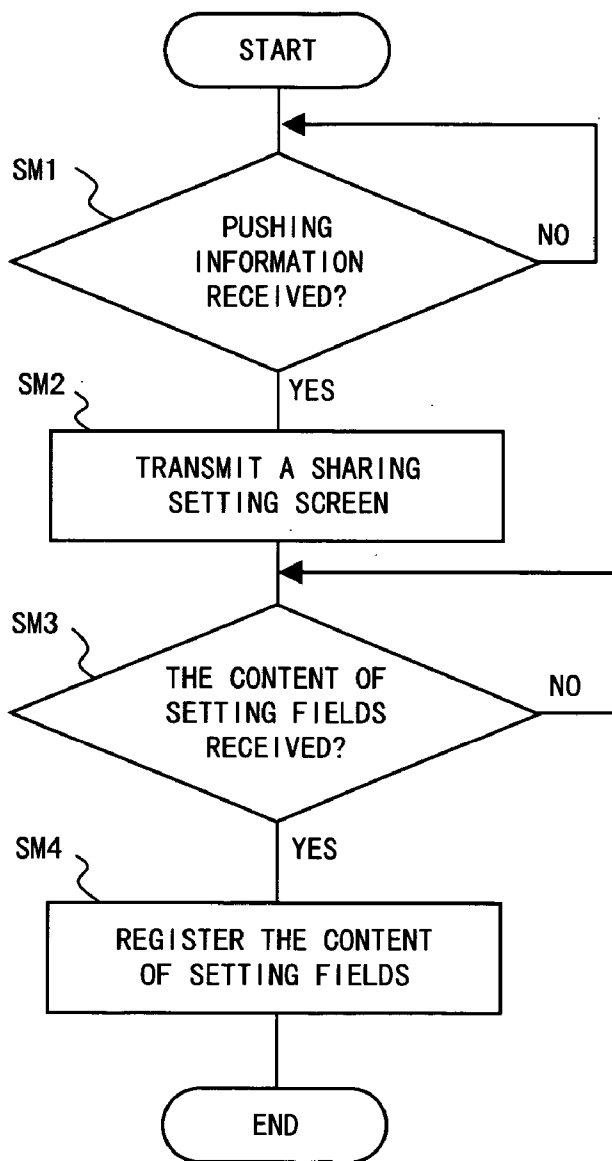 START
SM1
PUSHING
INFORMATION
RECEIVED?
NO
YES
SM2
TRANSMIT A SHARING
SETTING SCREEN
SM3
THE CONTENT OF
SETTING FIELDS
RECEIVED?
NO
YES
SM4
REGISTER THE CONTENT
OF SETTING FIELDS
END